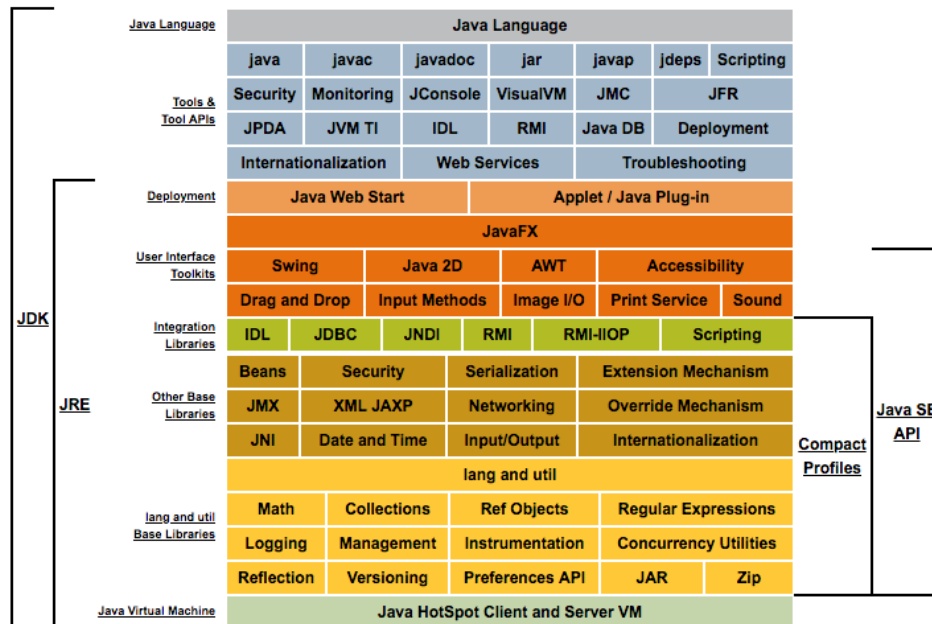 Java Language Java Language
java javac javadoc jar javap jdeps Scripting
Security Monitoring JConsole VisualVM JMC JFR
Tools &
Tool APIs
JPDA JVM TI IDL RMI Java DB Deployment
Internationalization Web Services Troubleshooting
Deployment Java Web Start Applet / Java Plug-in
JavaFX
User Interface
Toolkits
Swing Java 2D AWT Accessibility
Drag and Drop Input Methods Image I/O Print Service Sound
JDK
Integration
Libraries
IDL JDBC JNDI RMI RMI-IIOP Scripting
Beans Security Serialization Extension Mechanism
JRE
Other Base
Libraries
JMX XML JAXP Networking Override Mechanism
Java SE
API
JNI Date and Time Input/Output Internationalization
Compact
Profiles
lang and util
Math Collections Ref Objects Regular Expressions
lang and util
Base Libraries
Logging Management Instrumentation Concurrency Utilities
Reflection Versioning Preferences API JAR Zip
Java Virtual Machine Java HotSpot Client and Server VM